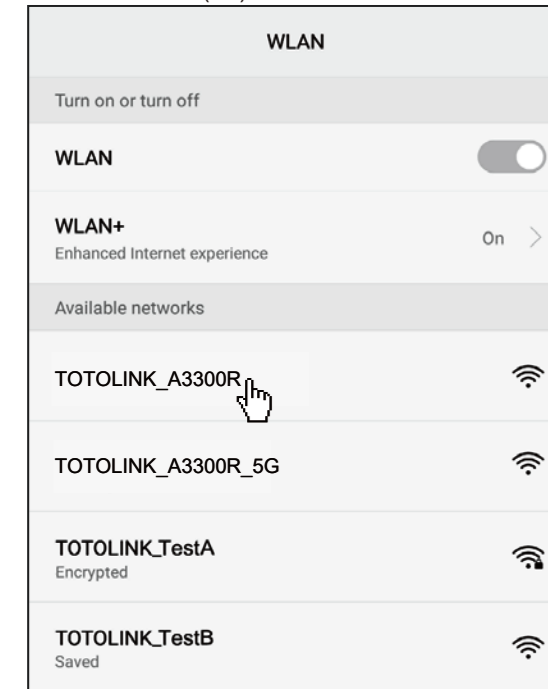 WLAN
Turn on or turn off
WLAN
WLAN+
On
Enhanced Internet experience
Available networks
TOTOLINK_A3300R
TOTOLINK_A3300R_5G
TOTOLINK_TestA
Encrypted
TOTOLINK_TestB
Saved